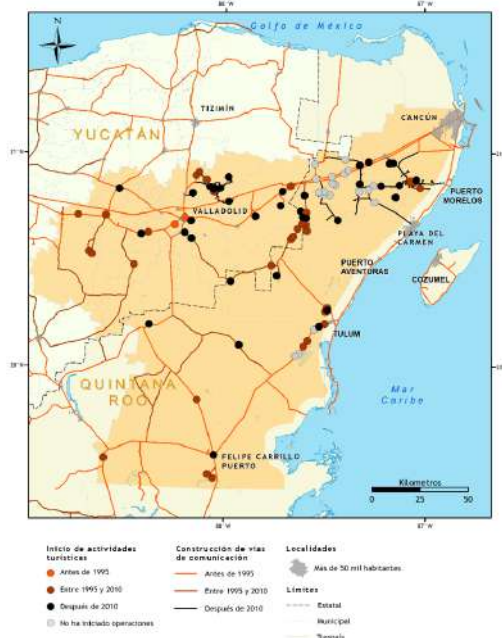 Golfo de México
N
88 W
87 W
TIZIMÍN
CANCÚN
YUCATÁN
PUERTO
MORELOS
VALLADOLID
PLAYA DEL
CARMEN
PUERTO
AVENTURAS
COZUMEL
TULUM
QUINTANA
ROO
Mar
Caribe
FELIPE CARRILLO
PUERTO
Kilometros
0 25 50
88 W
87 W
Inicio de actividades
turísticas
Antes de 1995
Entre 1995 y 2010
Después de 2010
No ha iniciado operaciones
Construcción de vías
de comunicación
Antes de 1995
Entre 1995 y 2010
Después de 2010
Localidades
Más de 50 mil habitantes
Límites
Estatal
Municipal